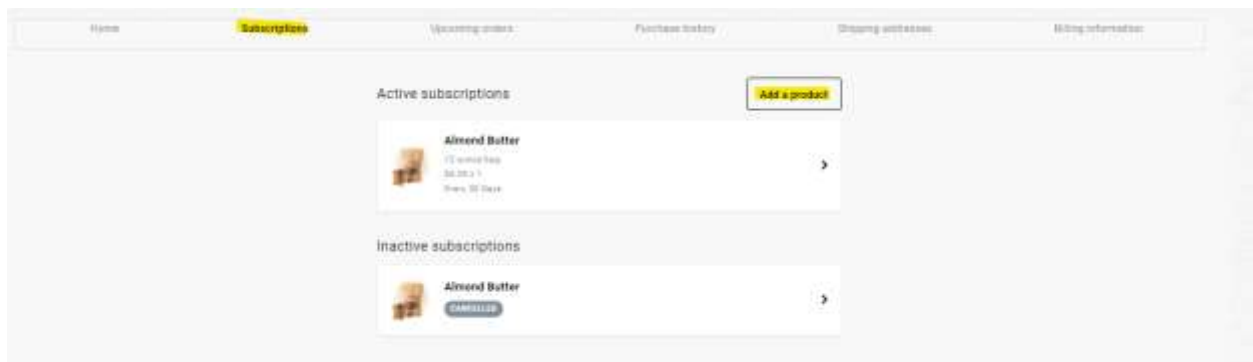 Home Subscriptions Upcoming orders Purchase history Shipping addresses Billing information
Active subscriptions Add a product
Almond Butter
Every 30 Days
Inactive subscriptions
Almond Butter
CANCELLED